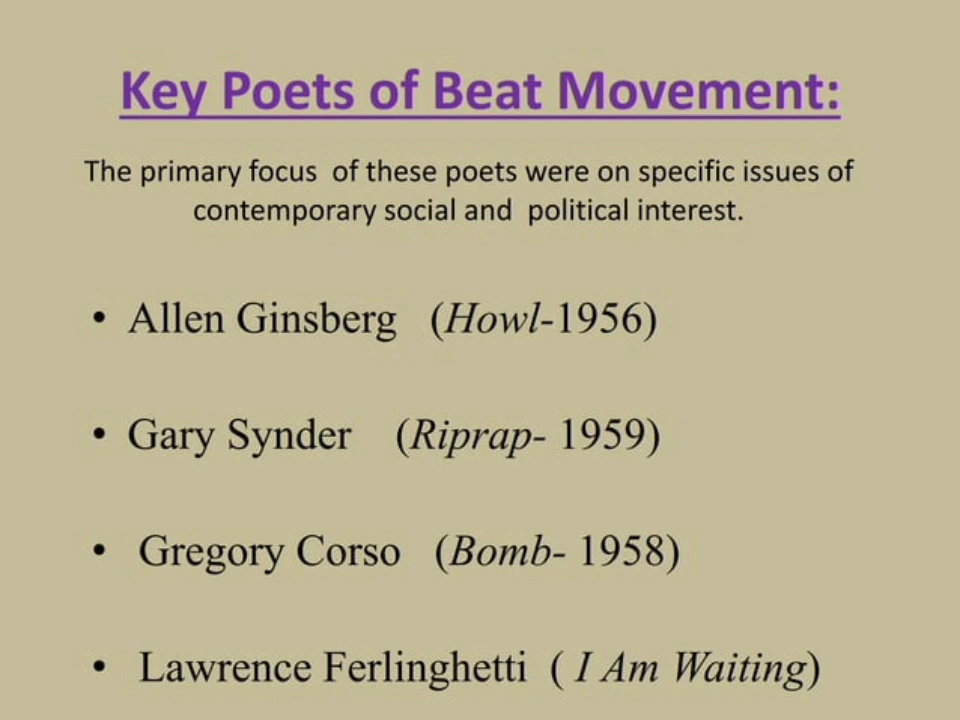 Key Poets of Beat Movement:
The primary focus of these poets were on specific issues of
contemporary social and political interest.
• Allen Ginsberg (Howl-1956)
• Gary Synder (Riprap- 1959)
• Gregory Corso (Bomb- 1958)
• Lawrence Ferlinghetti ( I Am Waiting)